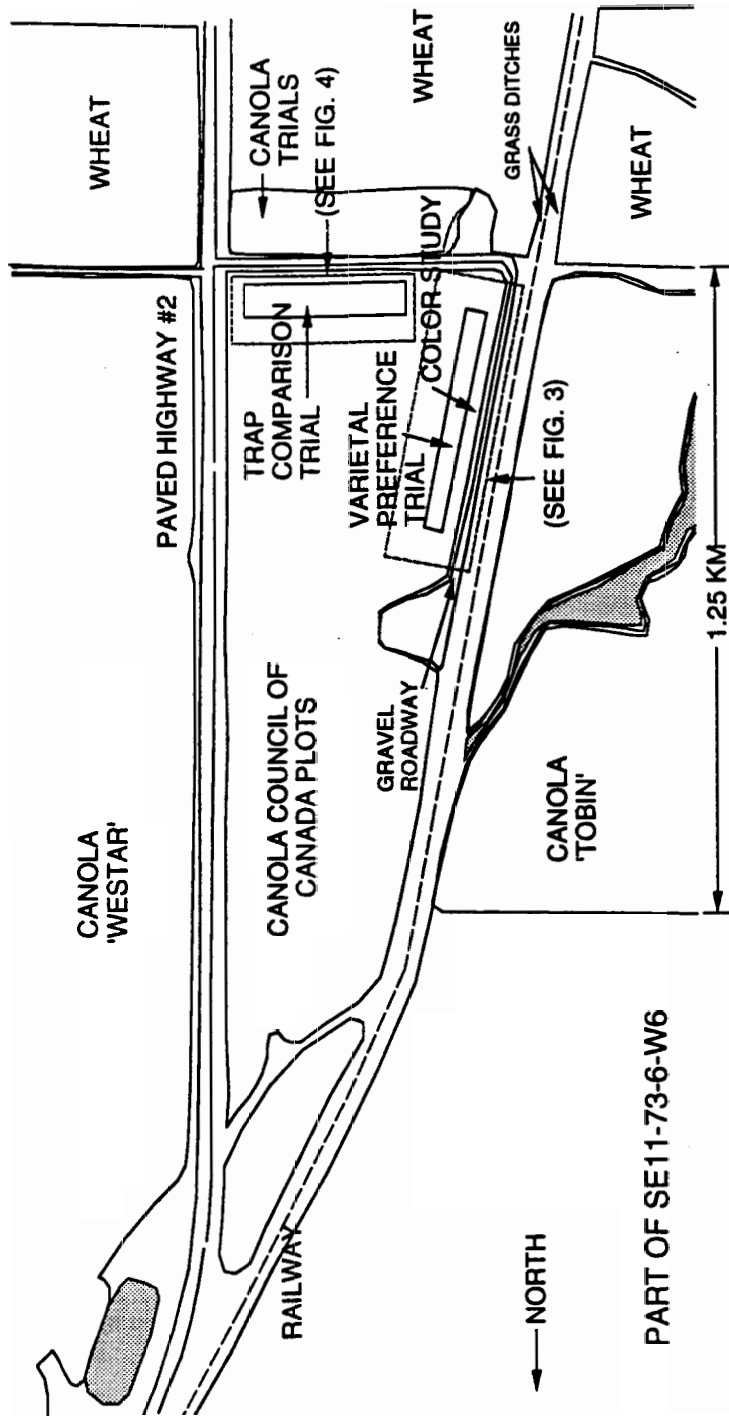 WHEAT
CANOLA
TRIALS
(SEE FIG. 4)
WHEAT
GRASS DITCHES
WHEAT
PAVED HIGHWAY #2
TRAP
COMPARISON
TRIAL
VARIETAL
PREFERENCE
TRIAL
COLOR STUDY
(SEE FIG. 3)
CANOLA
'WESTAR'
CANOLA COUNCIL OF
CANADA PLOTS
GRAVEL
ROADWAY
CANOLA
'TOBIN'
1.25 KM
RAILWAY
NORTH
PART OF SE11-73-6-W6